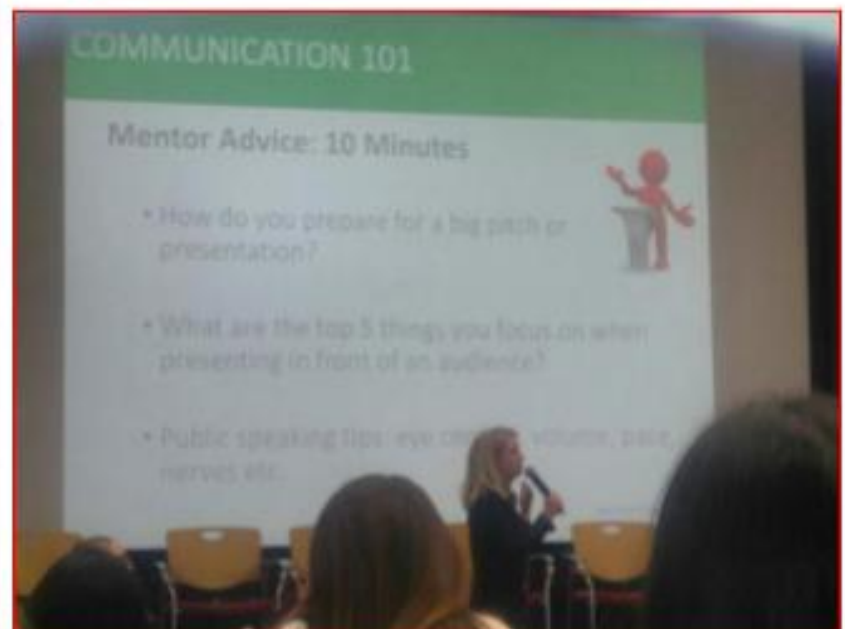 COMMUNICATION 101
Mentor Advice: 10 Minutes
• How do you prepare for a big pitch or
presentation?
• What are the top 5 things you focus on when
presenting in front of an audience?
• Public speaking tips: eye volume, pace,
nerves etc.